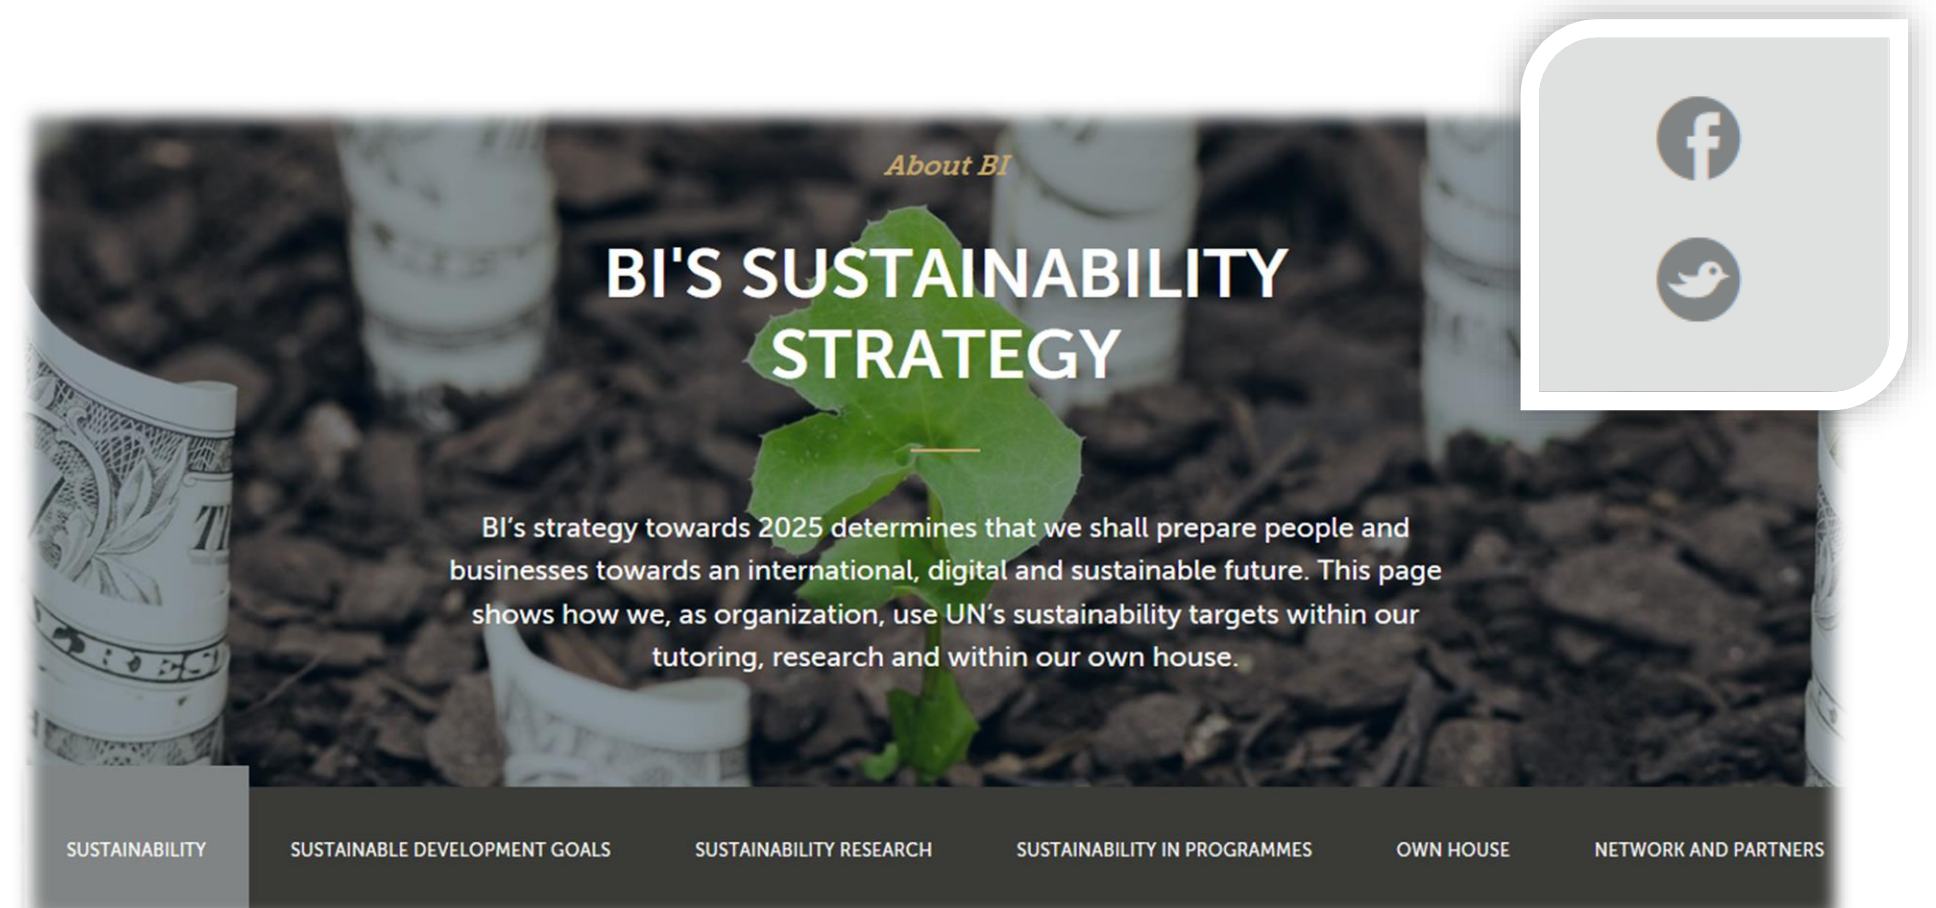 About BI
BI'S SUSTAINABILITY
STRATEGY
BI’s strategy towards 2025 determines that we shall prepare people and
businesses towards an international, digital and sustainable future. This page
shows how we, as organization, use UN’s sustainability targets within our
tutoring, research and within our own house.
SUSTAINABILITY
SUSTAINABLE DEVELOPMENT GOALS
SUSTAINABILITY RESEARCH
SUSTAINABILITY IN PROGRAMMES
OWN HOUSE
NETWORK AND PARTNERS